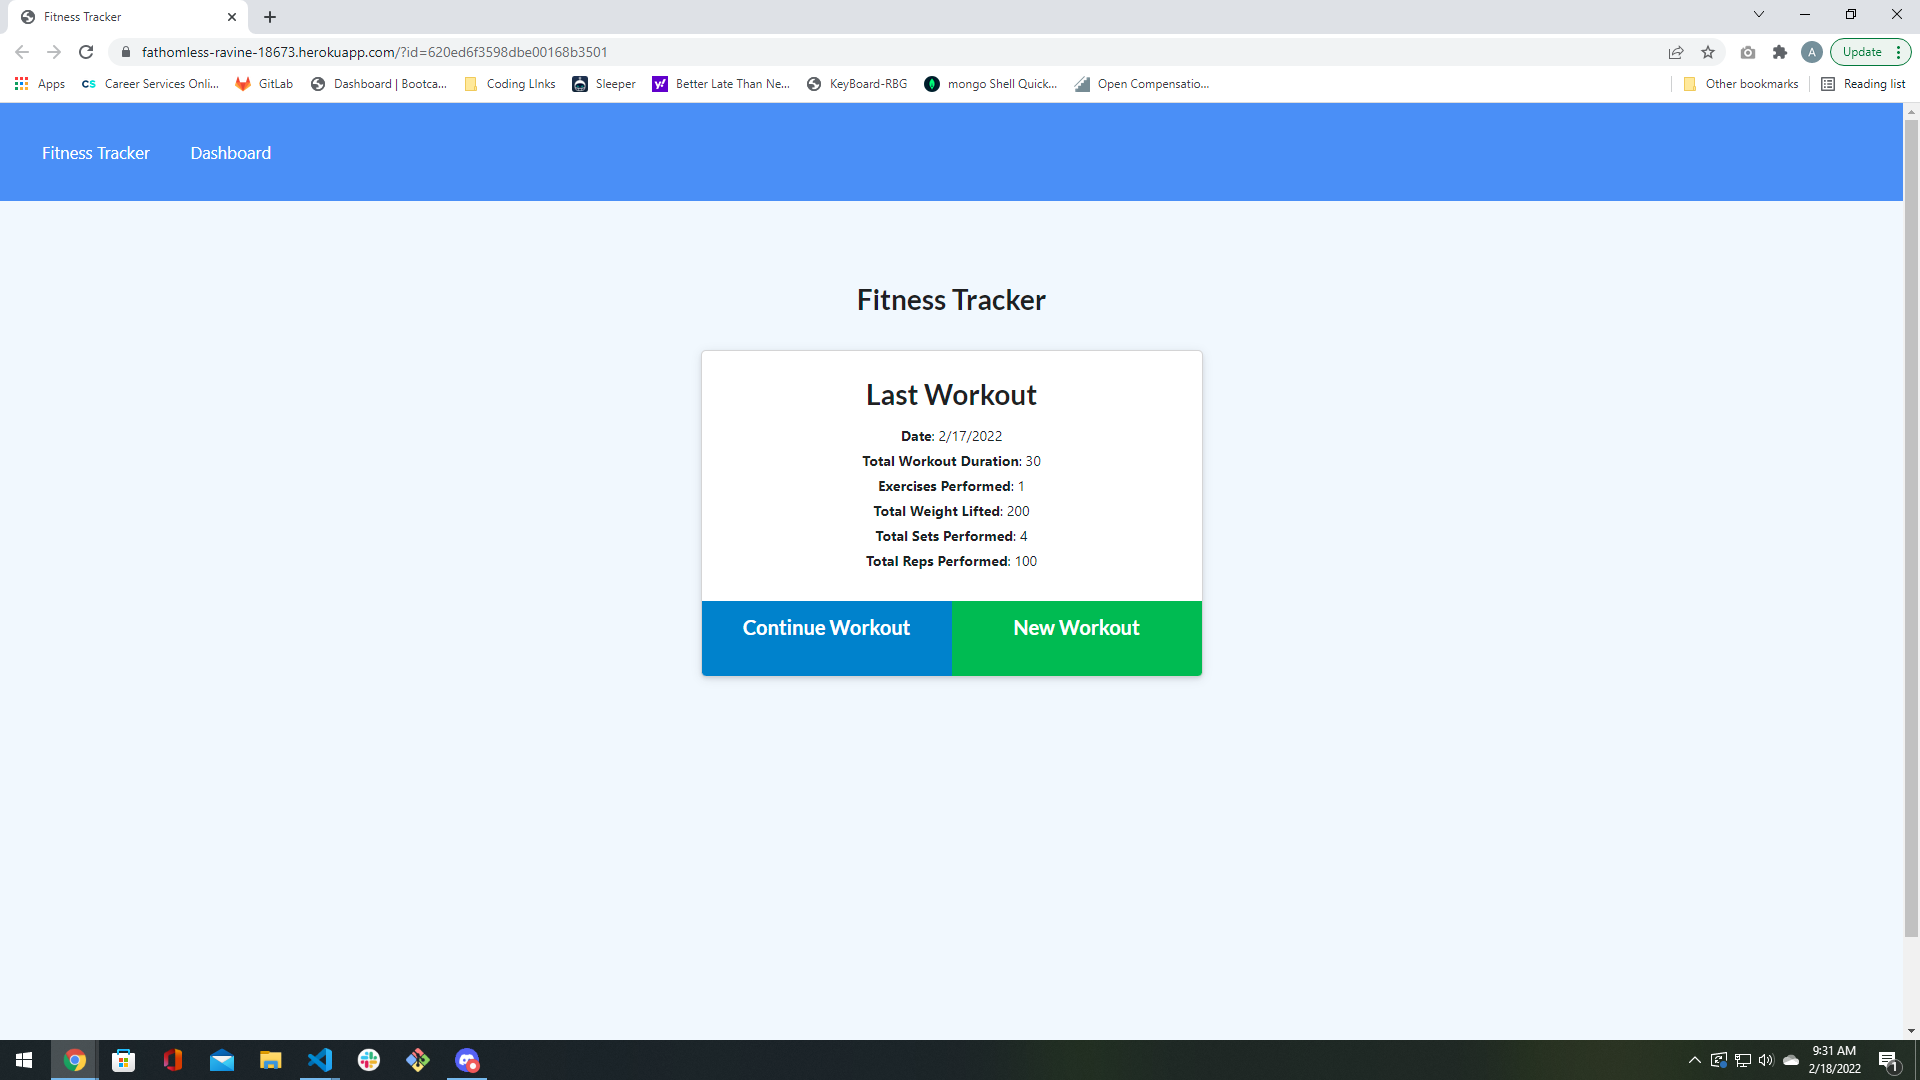 Fitness Tracker
fathomless-ravine-18673.herokuapp.com/?id=620ed6f3598dbe00168b3501
A
Update
Apps
CS Career Services Onli...
GitLab
Dashboard | Bootca...
Coding LInks
Sleeper
y! Better Late Than Ne...
KeyBoard-RBG
mongo Shell Quick...
Open Compensatio...
Other bookmarks
Reading list
Fitness Tracker
Dashboard
Fitness Tracker
Last Workout
Date: 2/17/2022
Total Workout Duration: 30
Exercises Performed: 1
Total Weight Lifted: 200
Total Sets Performed: 4
Total Reps Performed: 100
Continue Workout
New Workout
9:31 AM
2/18/2022
1